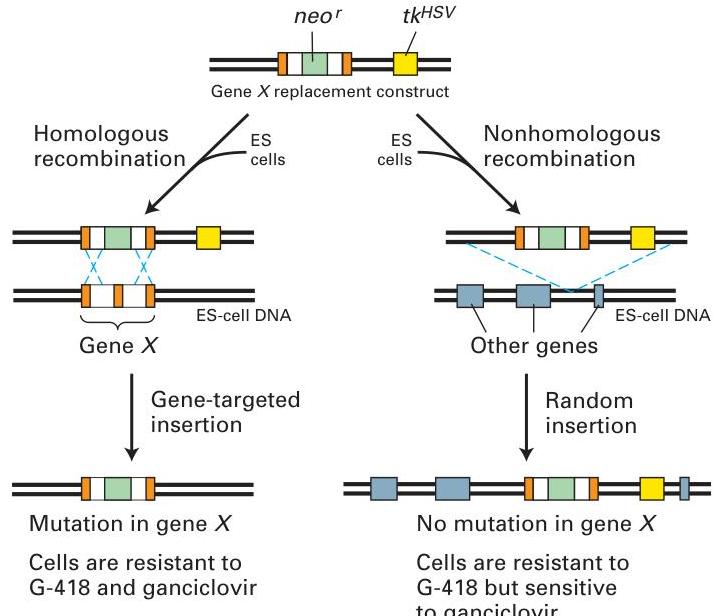 neo^r
tk^HSV
Gene X replacement construct
Homologous
recombination
ES
cells
ES
cells
Nonhomologous
recombination
ES-cell DNA
Gene X
ES-cell DNA
Other genes
Gene-targeted
insertion
Random
insertion
Mutation in gene X
Cells are resistant to
G-418 and ganciclovir
No mutation in gene X
Cells are resistant to
G-418 but sensitive
to ganciclovir